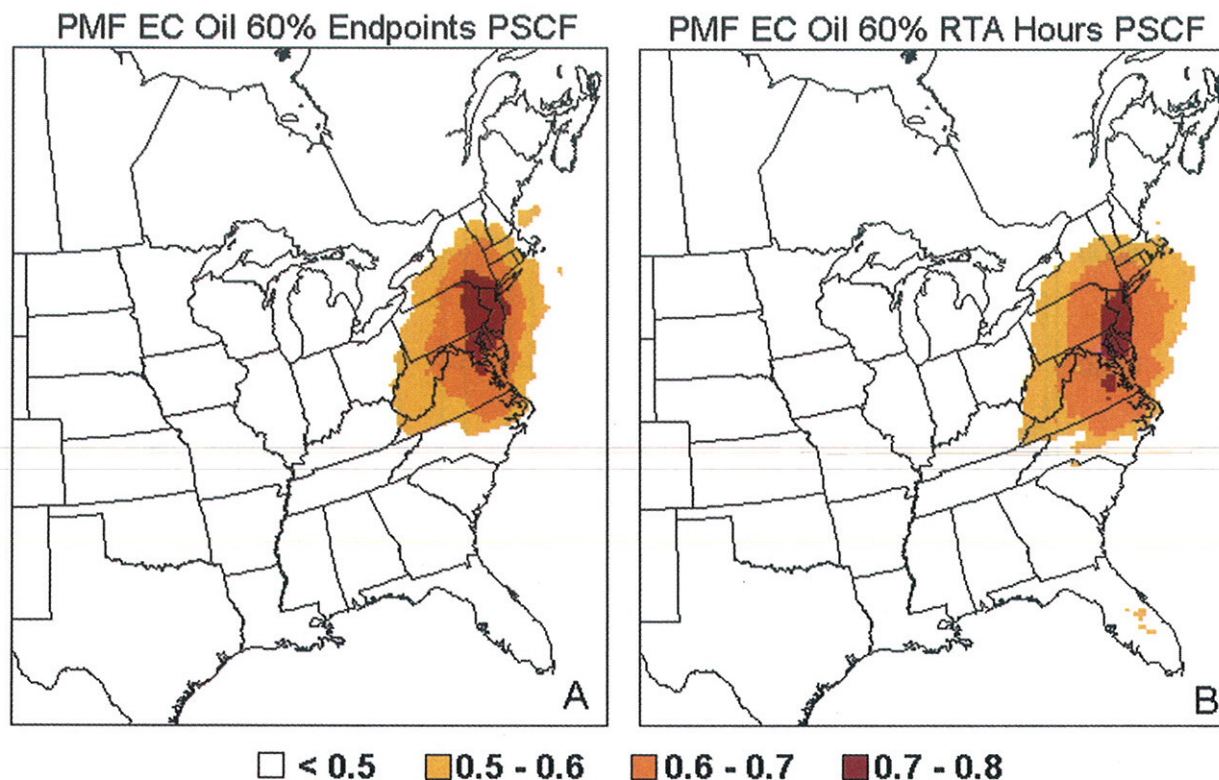 PMF EC Oil 60% Endpoints PSCF
PMF EC Oil 60% RTA Hours PSCF
A
B
< 0.5
0.5 - 0.6
0.6 - 0.7
0.7 - 0.8